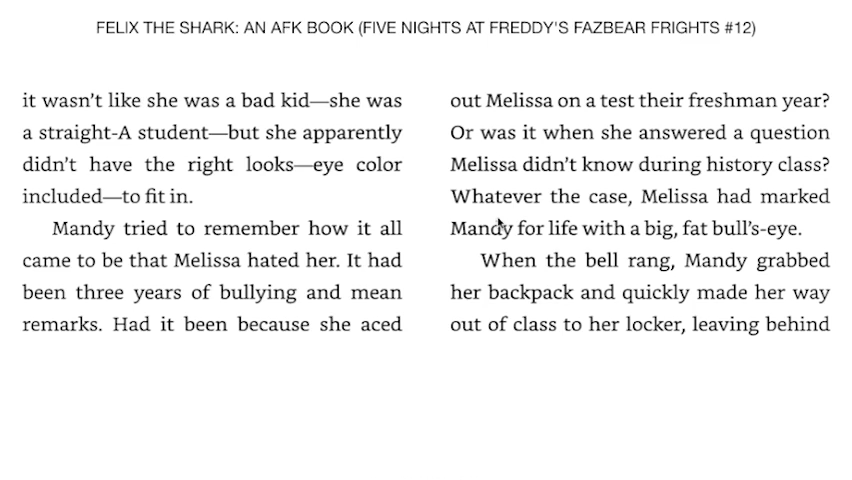 FELIX THE SHARK: AN AFK BOOK (FIVE NIGHTS AT FREDDY'S FAZBEAR FRIGHTS #12)
it wasn’t like she was a bad kid—she was
a straight-A student—but she apparently
didn’t have the right looks—eye color
included—to fit in.
Mandy tried to remember how it all
came to be that Melissa hated her. It had
been three years of bullying and mean
remarks. Had it been because she aced
out Melissa on a test their freshman year?
Or was it when she answered a question
Melissa didn’t know during history class?
Whatever the case, Melissa had marked
Mandy for life with a big, fat bull’s-eye.
When the bell rang, Mandy grabbed
her backpack and quickly made her way
out of class to her locker, leaving behind